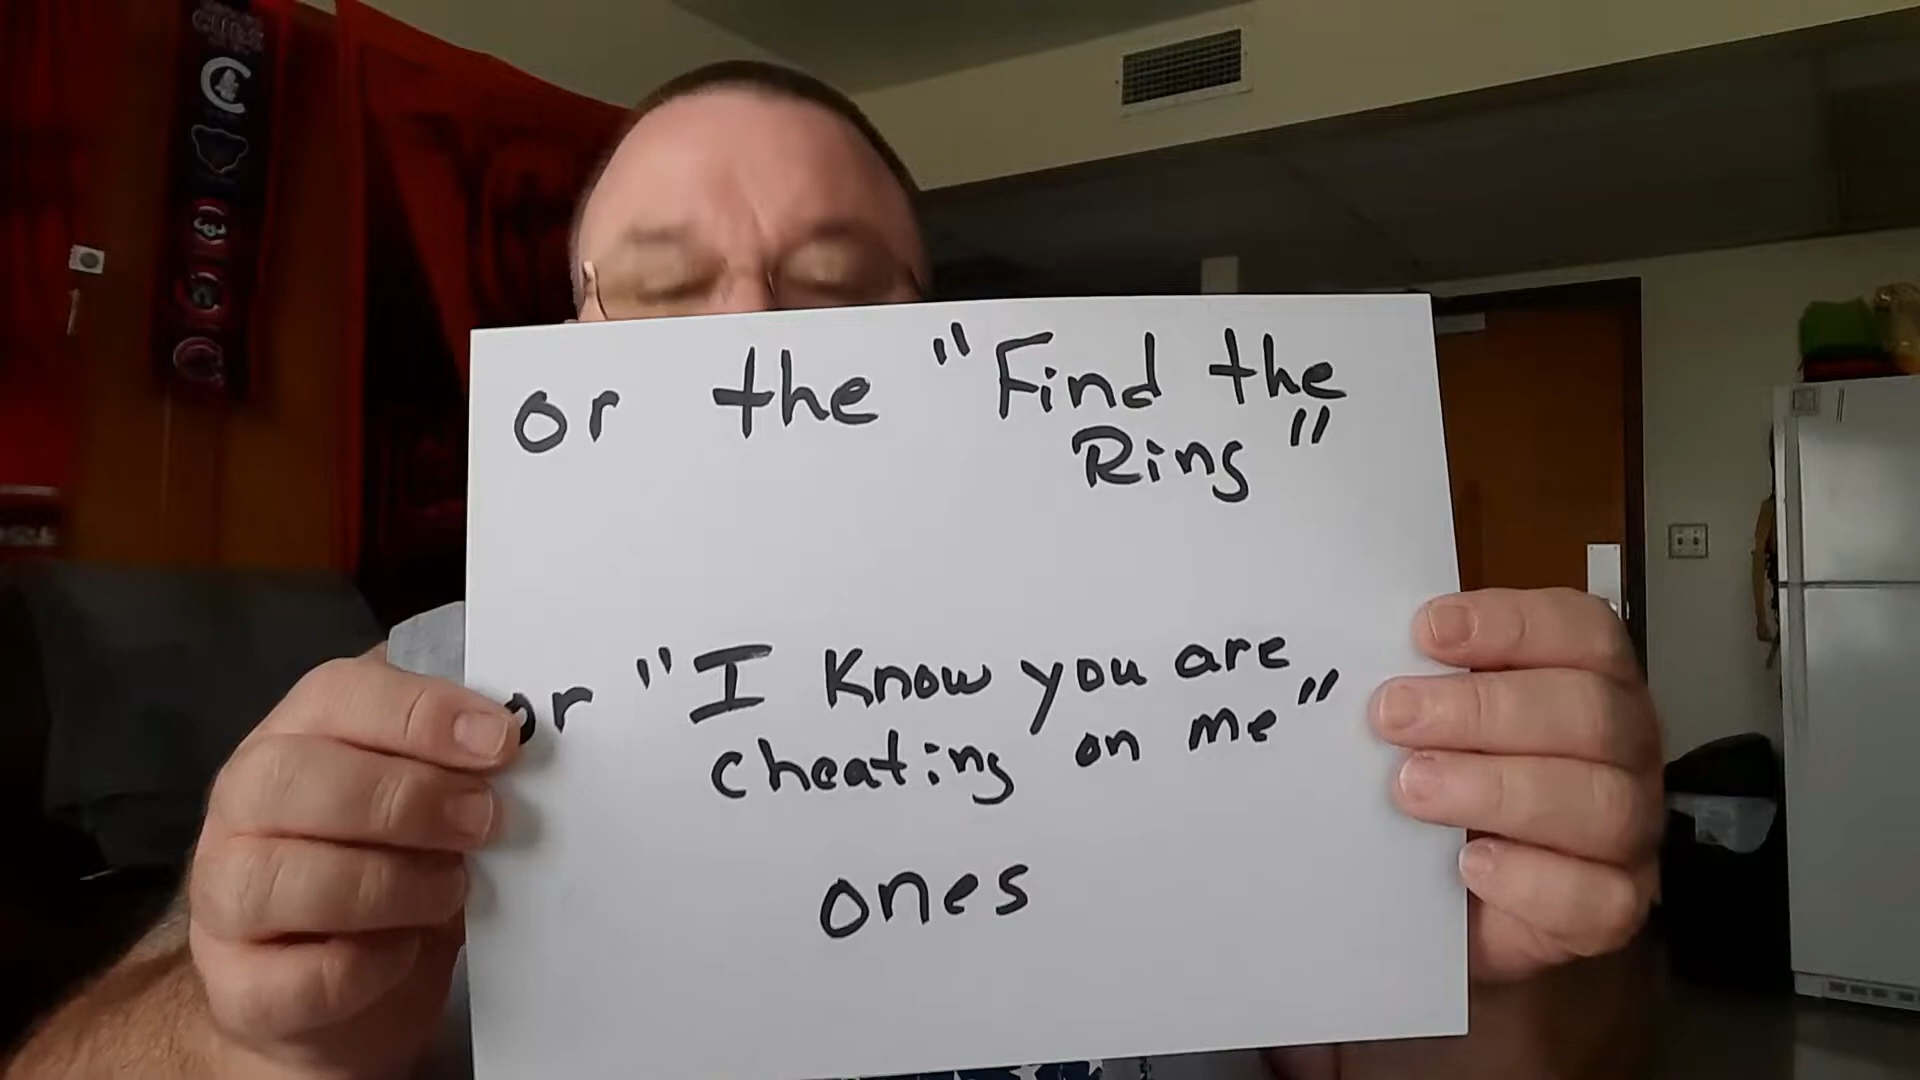 or the "Find the
Ring"
or "I know you are
cheating on me"
ones